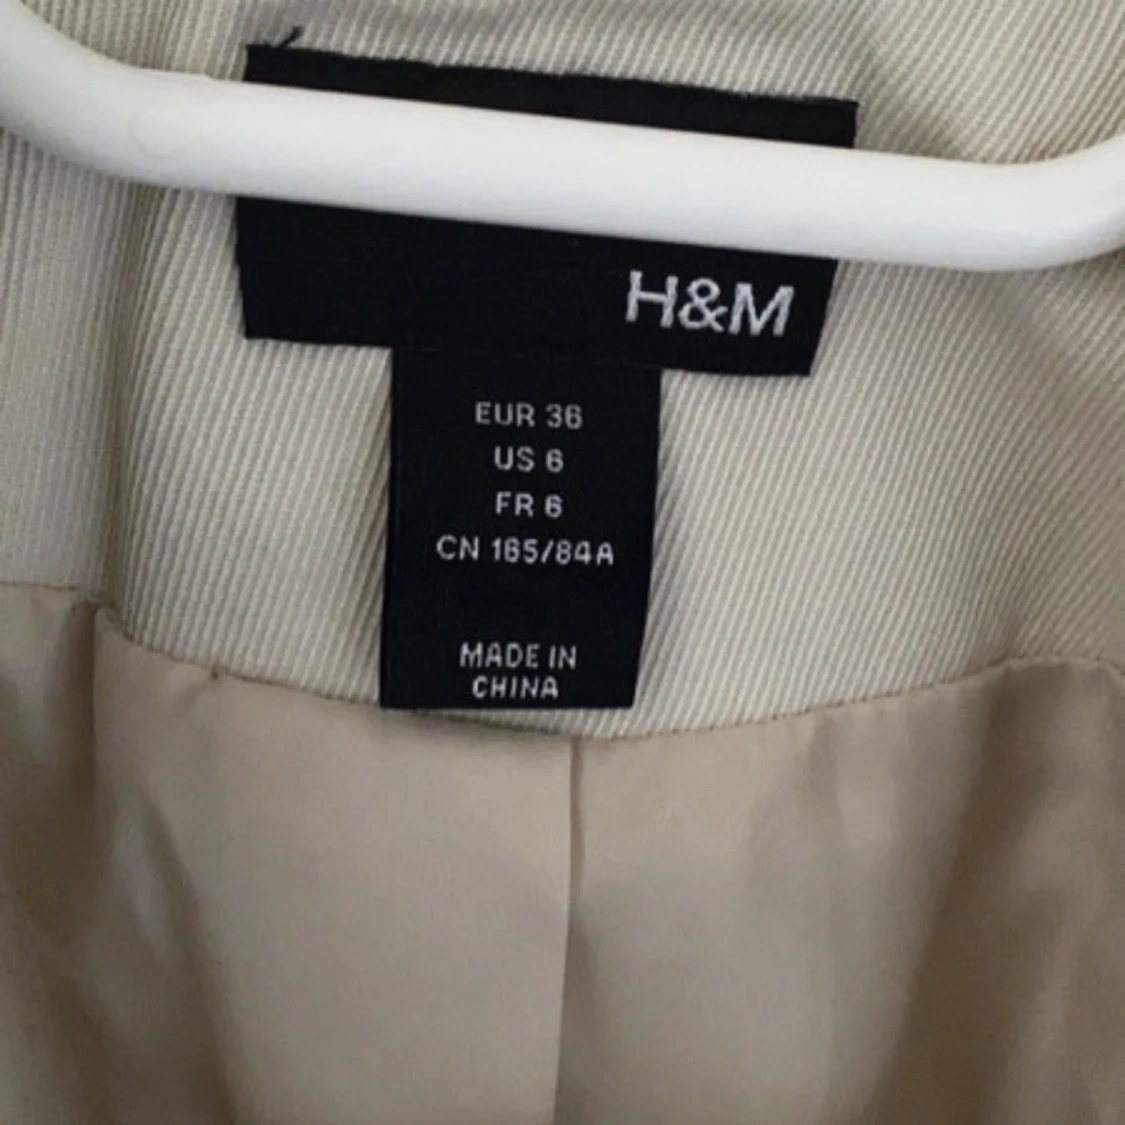 H&M
EUR 36
US 6
FR 6
CN 165/84A
MADE IN
CHINA